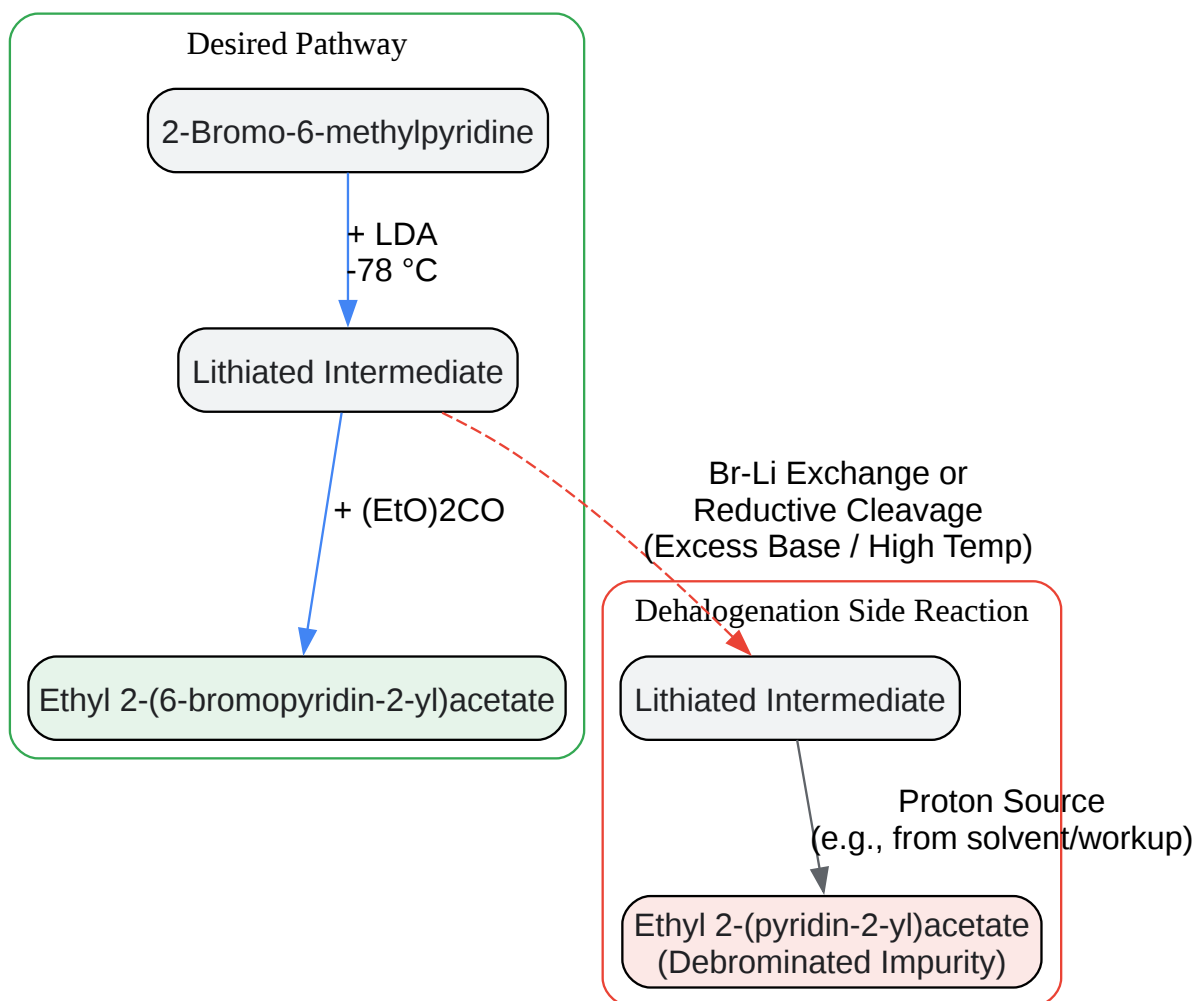 Desired Pathway
2-Bromo-6-methylpyridine
+ LDA
-78 °C
Lithiated Intermediate
+ (EtO)2CO
Ethyl 2-(6-bromopyridin-2-yl)acetate
Br-Li Exchange or
Reductive Cleavage
(Excess Base / High Temp)
Dehalogenation Side Reaction
Lithiated Intermediate
Proton Source
(e.g., from solvent/workup)
Ethyl 2-(pyridin-2-yl)acetate
(Debrominated Impurity)